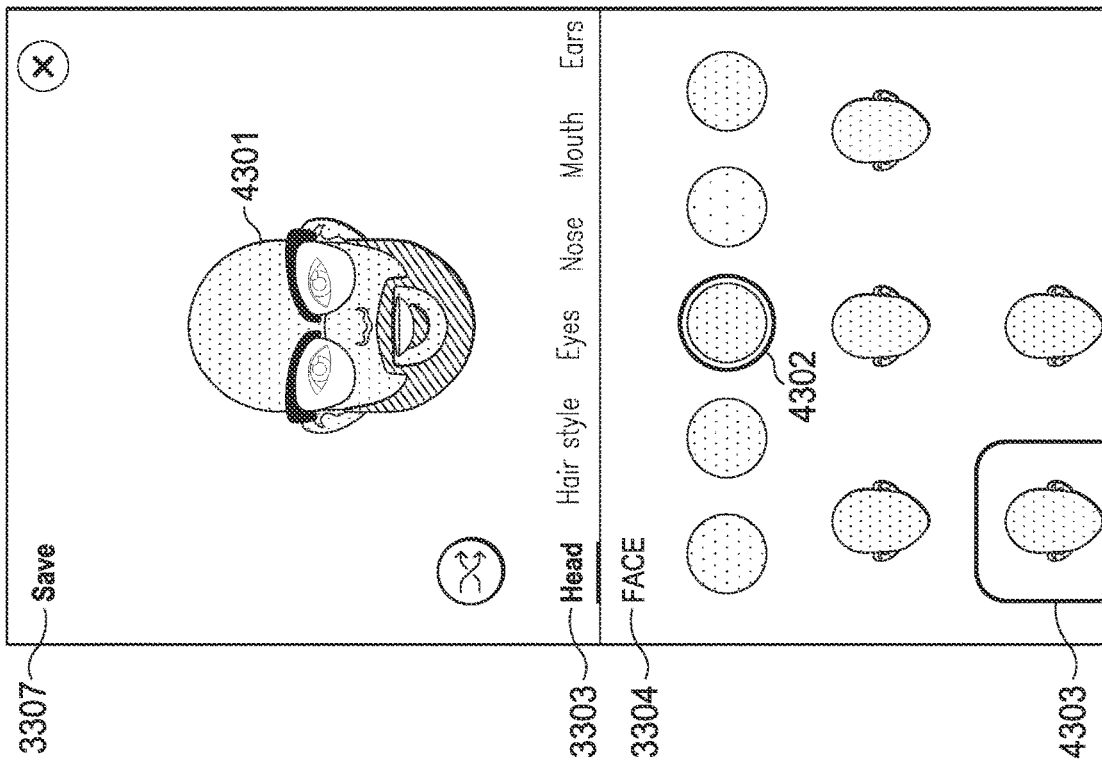 3307 Save X
4301
3303 Head Hair style Eyes Nose Mouth Ears
3304 FACE
4302
4303